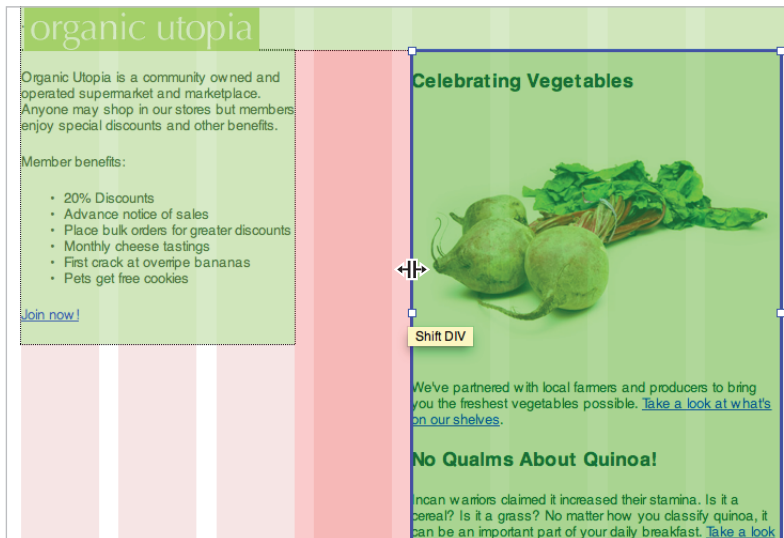 organic utopia
Organic Utopia is a community owned and
operated supermarket and marketplace.
Anyone may shop in our stores but members
enjoy special discounts and other benefits.
Member benefits:
• 20% Discounts
• Advance notice of sales
• Place bulk orders for greater discounts
• Monthly cheese tastings
• First crack at overripe bananas
• Pets get free cookies
Join now!
Celebrating Vegetables
Shift DIV
We've partnered with local farmers and producers to bring
you the freshest vegetables possible. Take a look at what's
on our shelves.
No Qualms About Quinoa!
Incan warriors claimed it increased their stamina. Is it a
cereal? Is it a grass? No matter how you classify quinoa, it
can be an important part of your daily breakfast. Take a look